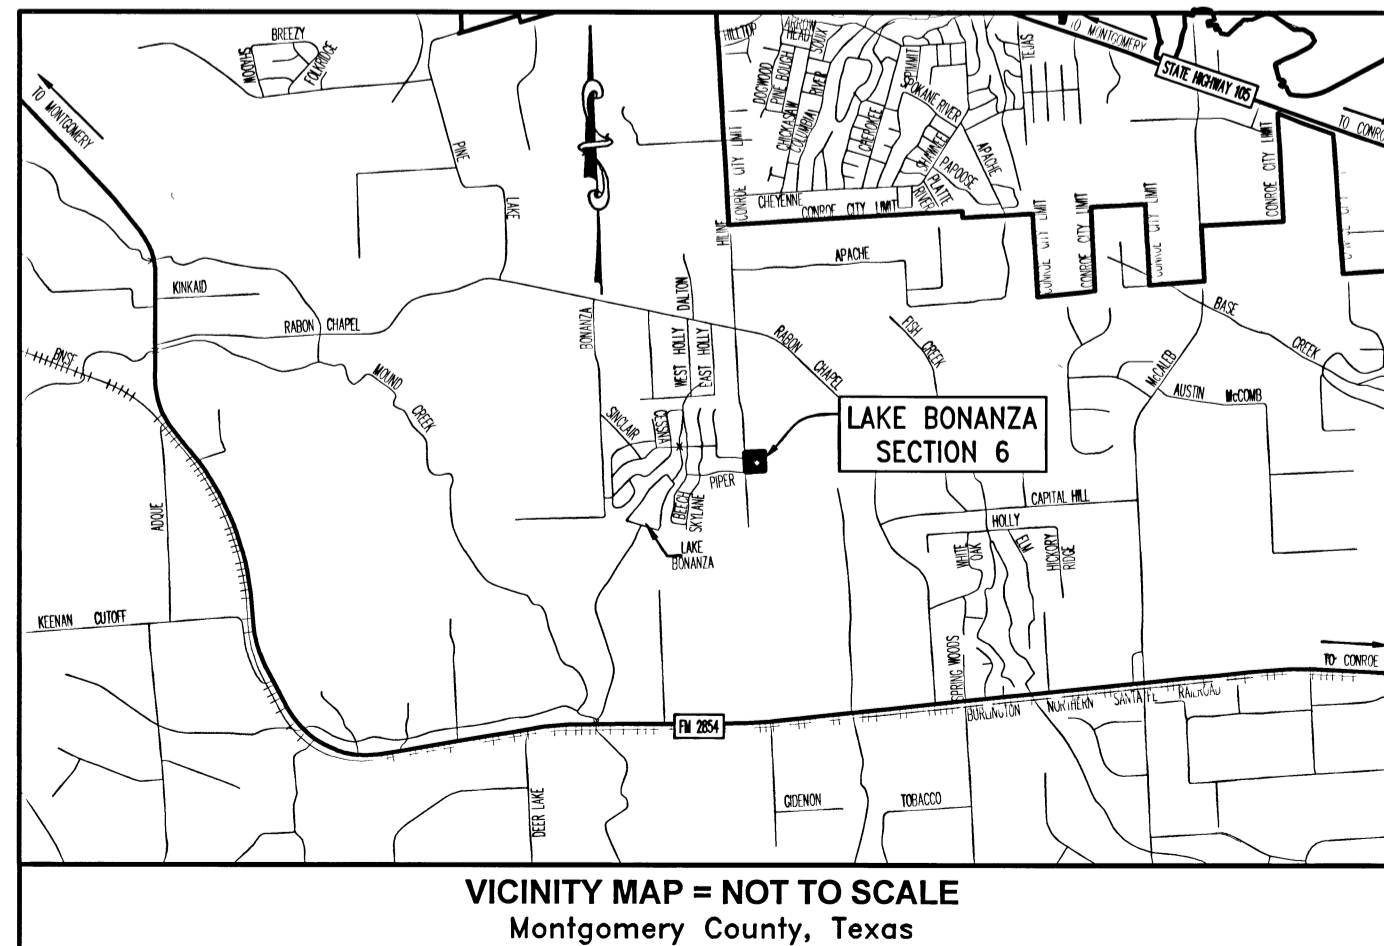 BREEZY
SHADOW
FOLKRIDGE
TO MONTGOMERY
PINE
LAKE
HILLTOP
ARROW
HEAD
SIOUX
DOGWOOD
PINE BOUGH
CHICKASAW
COLUMBIA
RIVER
CHEROKEE
SUMMIT
SPOKANE RIVER
SHAWNEE
PAPOOSE
PLATTE
RIVER
APACHE
TEJAS
TO MONTGOMERY
STATE HIGHWAY 105
TO CONROE
CONROE CITY LIMIT
CHEYENNE
CONROE CITY LIMIT
CONROE CITY LIMIT
CONROE CITY LIMIT
CONROE CITY LIMIT
CONROE CITY LIMIT
HILINE
APACHE
KINKAID
RABON CHAPEL
BONANZA
DALTON
WEST HOLLY
EAST HOLLY
RABON
CHAPEL
FISH
CREEK
BASE
CREEK
BNSF
MOUND
CREEK
SINCLAIR
CESSNA
McCALEB
AUSTIN McCOMB
LAKE BONANZA
SECTION 6
PIPER
BEECH
SKYLANE
LAKE
BONANZA
CAPITAL HILL
HOLLY
WHITE
OAK
ELM
HICKORY
RIDGE
ADQUE
KEENAN CUTOFF
SPRING WOODS
TO CONROE
BURLINGTON NORTHERN SANTA FE RAILROAD
FM 2854
DEER LAKE
GIDENON
TOBACCO
VICINITY MAP = NOT TO SCALE
Montgomery County, Texas